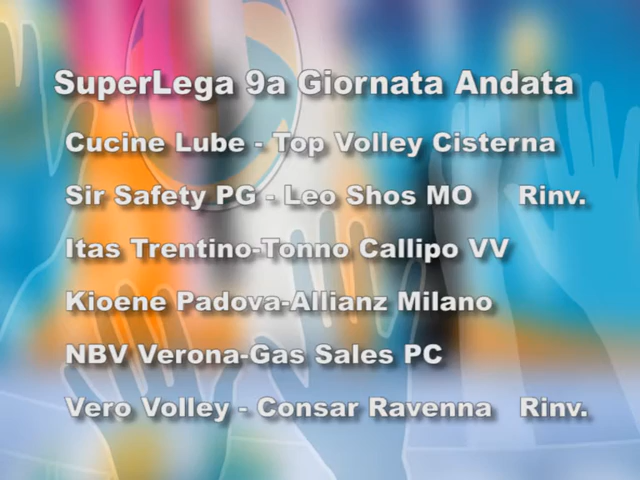 SuperLega 9a Giornata Andata
Cucine Lube - Top Volley Cisterna
Sir Safety PG - Leo Shos MO Rinv.
Itas Trentino-Tonno Callipo VV
Kioene Padova-Allianz Milano
NBV Verona-Gas Sales PC
Vero Volley - Consar Ravenna Rinv.